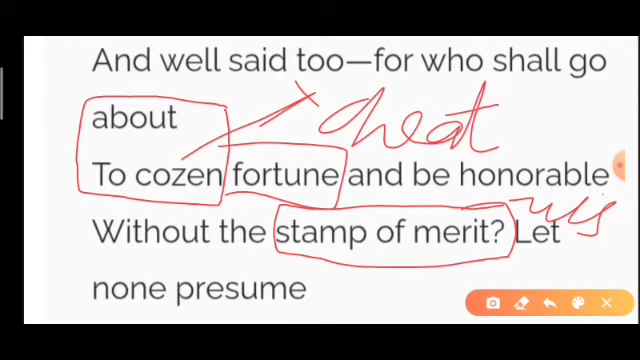 And well said too—for who shall go
about
cheat
To cozen fortune and be honorable
Without the stamp of merit? Let
none presume